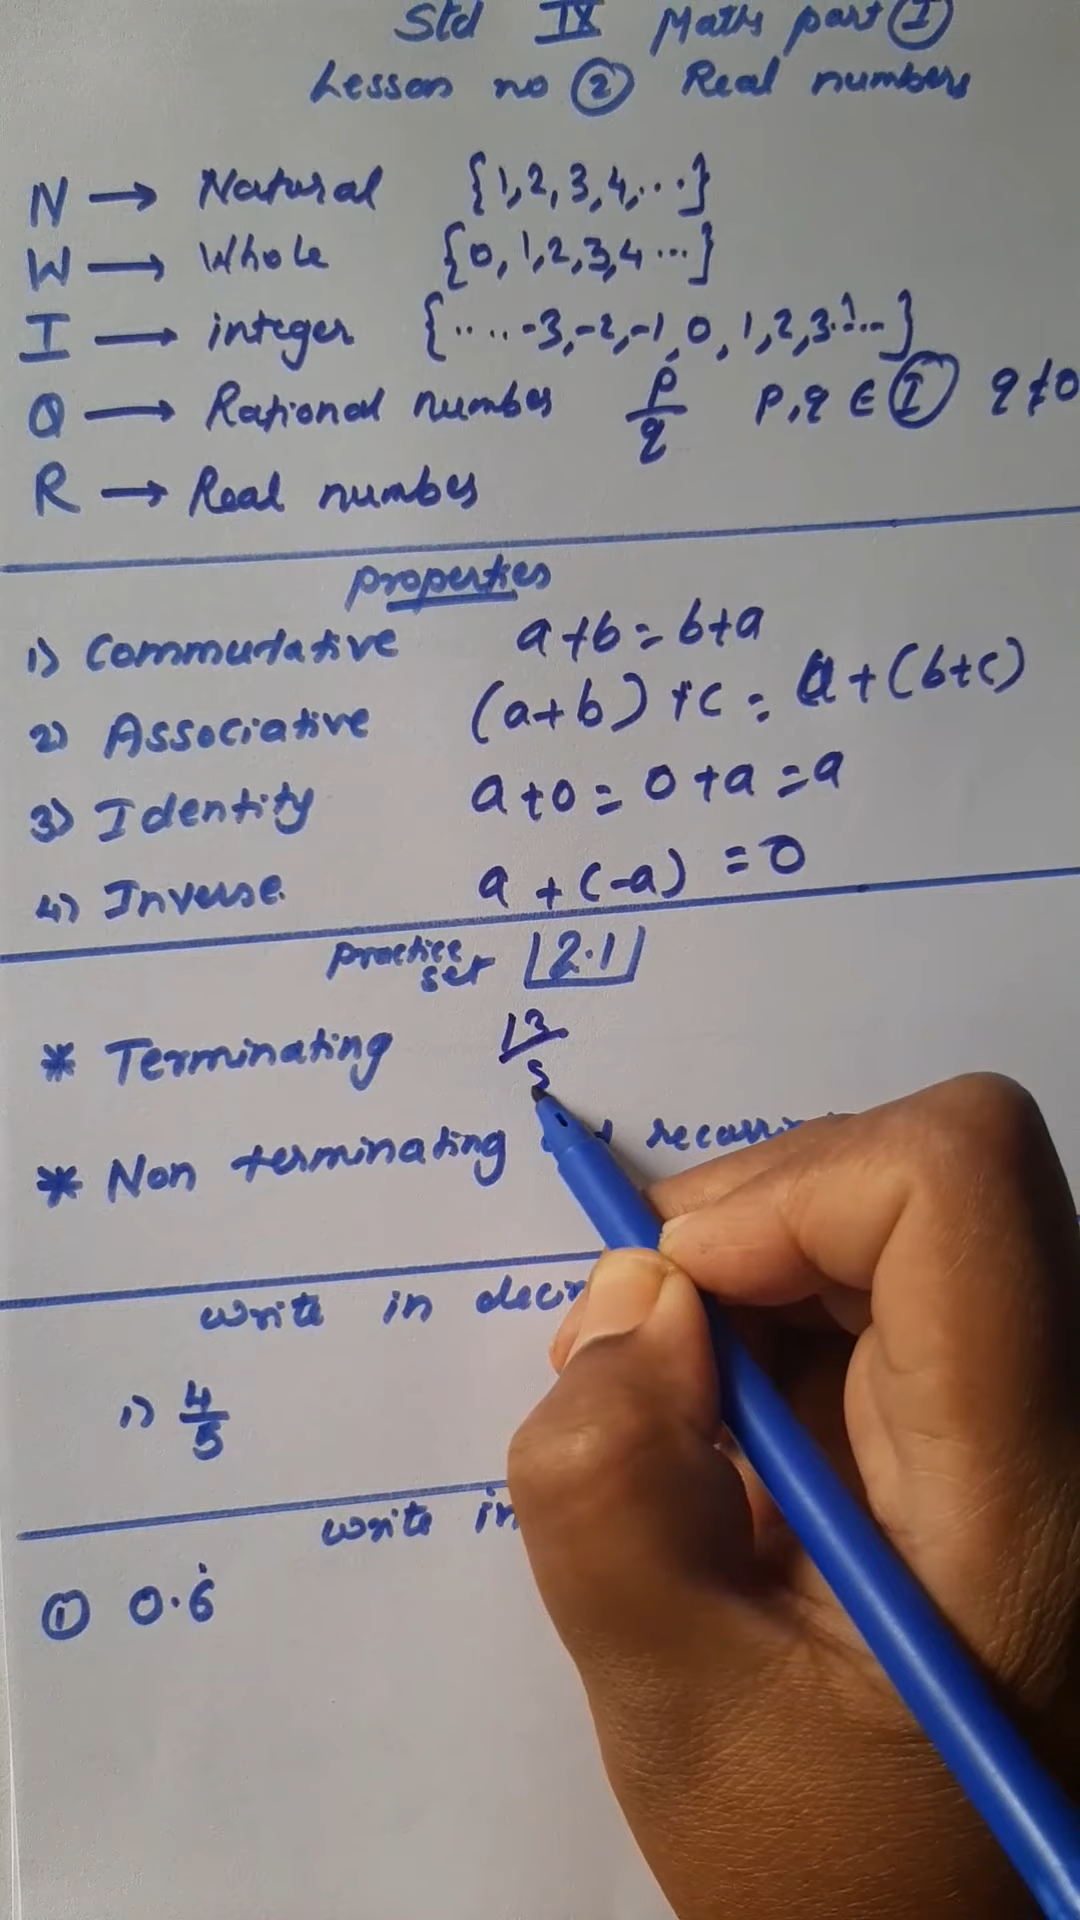 Std IX Maths part I
Lesson no 2 Real numbers
N → Natural {1,2,3,4,...}
W → Whole {0,1,2,3,4...}
I → integer {.....-3,-2,-1,0,1,2,3.....}
Q → Rational number p/q p,q ∈ I q≠0
R → Real number
properties
1) Commutative a+b=b+a
2) Associative (a+b)+c = a+(b+c)
3) Identity a+0=0+a=a
4) Inverse a+(-a)=0
practice set 2.1
* Terminating 13/5
* Non terminating
write in
1) 4/5
write in
① 0.6̇